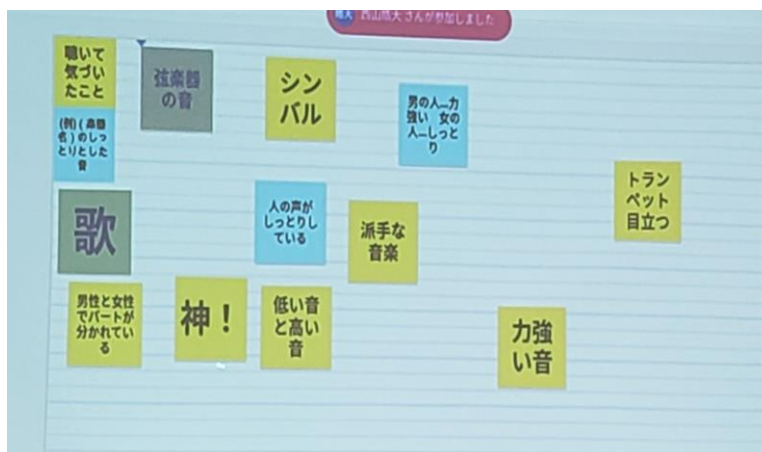 さんが参加しました
聴いて
気づい
たこと
弦楽器
の音
シン
バル
男の人…力
強い 女の
人…しっと
り
(例)(楽器
名)のしっ
とりとした
音
トラン
ペット
目立つ
歌
人の声が
しっとりし
ている
派手な
音楽
男性と女性
でパートが
分かれてい
る
神！
低い音
と高い
音
力強
い音